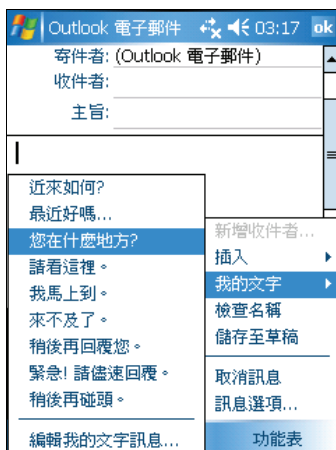 Outlook 電子郵件 03:17 ok
寄件者: (Outlook 電子郵件)
收件者:
主旨:
近來如何?
最近好嗎...
您在什麼地方?
請看這裡。
我馬上到。
來不及了。
稍後再回覆您。
緊急! 請儘速回覆。
稍後再碰頭。
編輯我的文字訊息...
新增收件者...
插入
我的文字
檢查名稱
儲存至草稿
取消訊息
訊息選項...
功能表